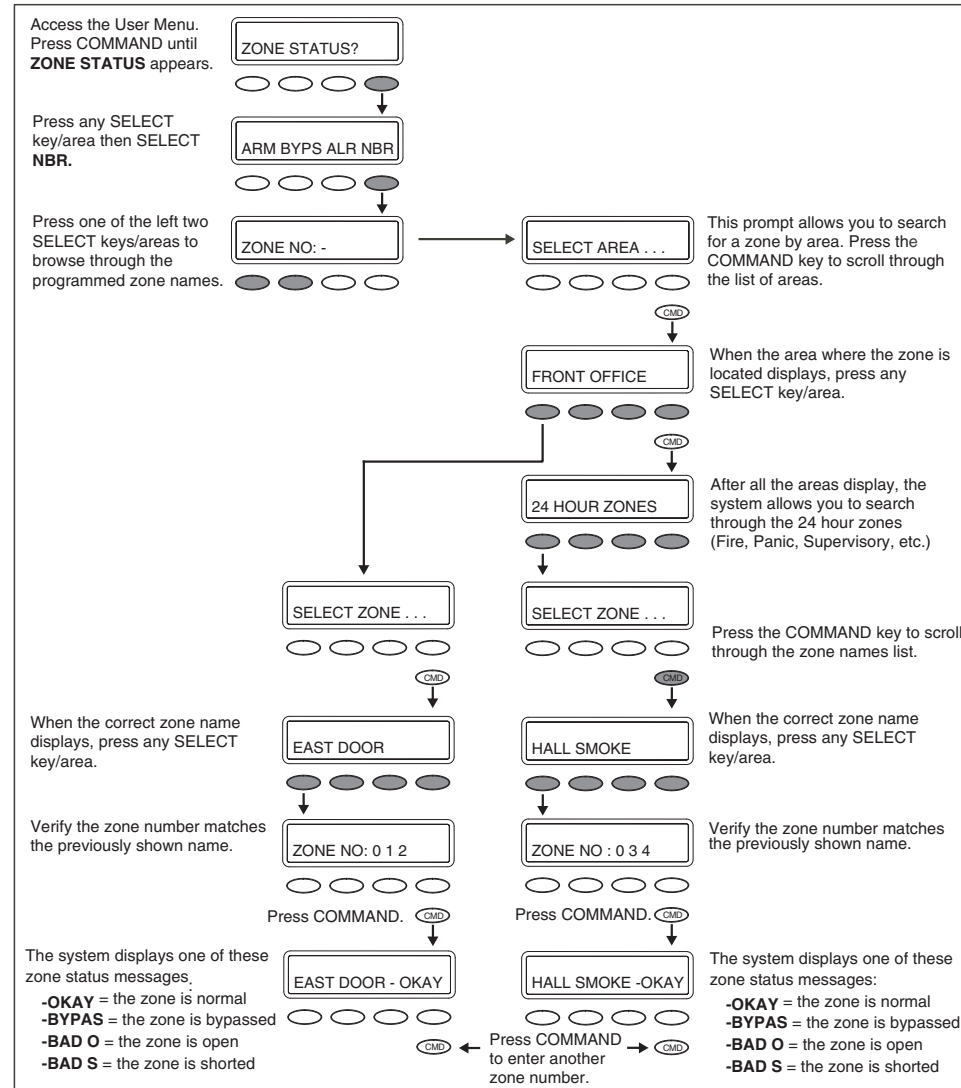 Access the User Menu.
Press COMMAND until
ZONE STATUS appears.
ZONE STATUS?
Press any SELECT
key/area then SELECT
NBR.
ARM BYPS ALR NBR
Press one of the left two
SELECT keys/areas to
browse through the
programmed zone names.
ZONE NO: -
SELECT AREA . . .
This prompt allows you to search
for a zone by area. Press the
COMMAND key to scroll through
the list of areas.
CMD
FRONT OFFICE
When the area where the zone is
located displays, press any
SELECT key/area.
CMD
24 HOUR ZONES
After all the areas display, the
system allows you to search
through the 24 hour zones
(Fire, Panic, Supervisory, etc.)
SELECT ZONE . . .
SELECT ZONE . . .
Press the COMMAND key to scroll
through the zone names list.
CMD
CMD
When the correct zone name
displays, press any SELECT
key/area.
EAST DOOR
HALL SMOKE
When the correct zone name
displays, press any SELECT
key/area.
Verify the zone number matches
the previously shown name.
ZONE NO: 0 1 2
ZONE NO : 0 3 4
Verify the zone number matches
the previously shown name.
Press COMMAND.
CMD
Press COMMAND.
CMD
The system displays one of these
zone status messages.
-OKAY = the zone is normal
-BYPAS = the zone is bypassed
-BAD O = the zone is open
-BAD S = the zone is shorted
EAST DOOR - OKAY
HALL SMOKE -OKAY
The system displays one of these
zone status messages:
-OKAY = the zone is normal
-BYPAS = the zone is bypassed
-BAD O = the zone is open
-BAD S = the zone is shorted
CMD
Press COMMAND
to enter another
zone number.
CMD